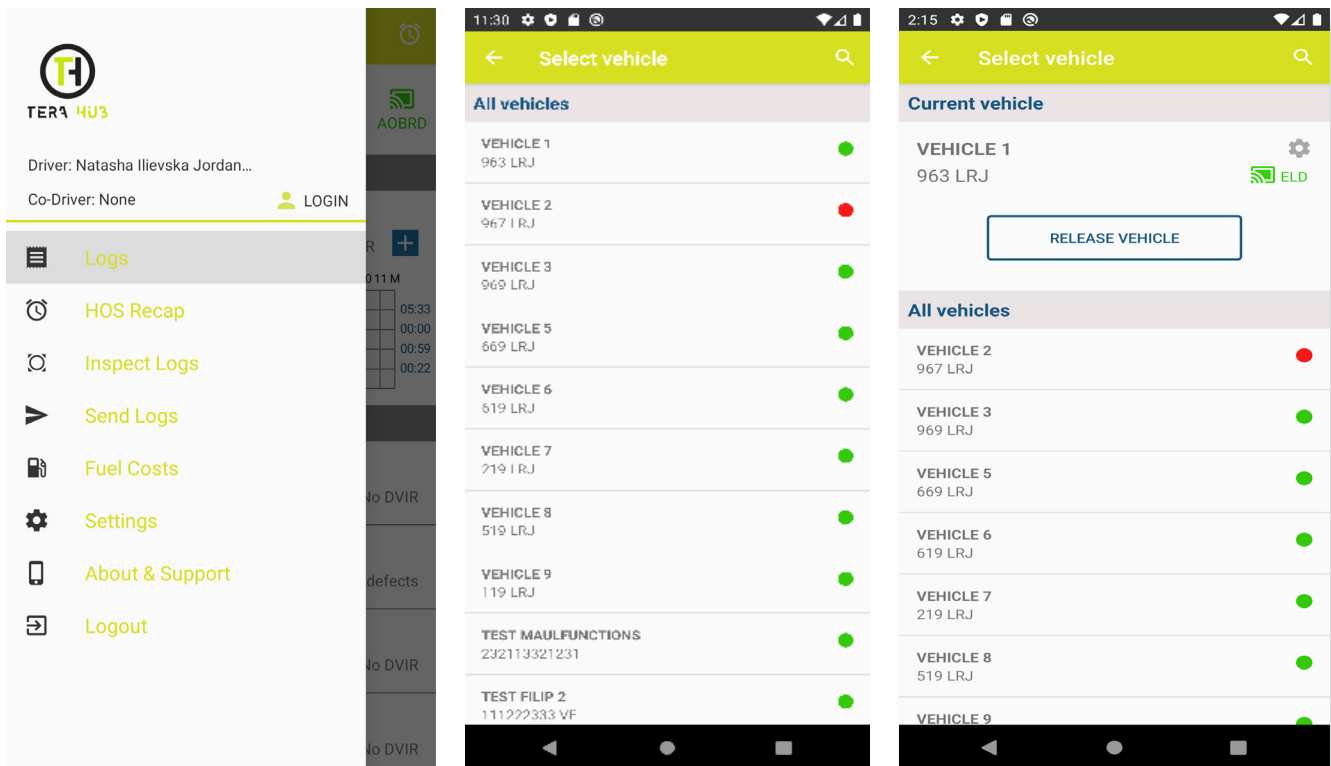 TERA HUB
Driver: Natasha Ilievska Jordan...
Co-Driver: None
LOGIN
Logs
HOS Recap
Inspect Logs
Send Logs
Fuel Costs
Settings
About & Support
Logout
AOBRD
R
0 11 M
05:33
00:00
00:59
00:22
No DVIR
defects
No DVIR
No DVIR
11:30
Select vehicle
All vehicles
VEHICLE 1
963 LRJ
VEHICLE 2
967 LRJ
VEHICLE 3
969 LRJ
VEHICLE 5
669 LRJ
VEHICLE 6
619 LRJ
VEHICLE 7
219 LRJ
VEHICLE 8
519 LRJ
VEHICLE 9
119 LRJ
TEST MAULFUNCTIONS
232113321231
TEST FILIP 2
111222333 VF
2:15
Select vehicle
Current vehicle
VEHICLE 1
963 LRJ
ELD
RELEASE VEHICLE
All vehicles
VEHICLE 2
967 LRJ
VEHICLE 3
969 LRJ
VEHICLE 5
669 LRJ
VEHICLE 6
619 LRJ
VEHICLE 7
219 LRJ
VEHICLE 8
519 LRJ
VEHICLE 9